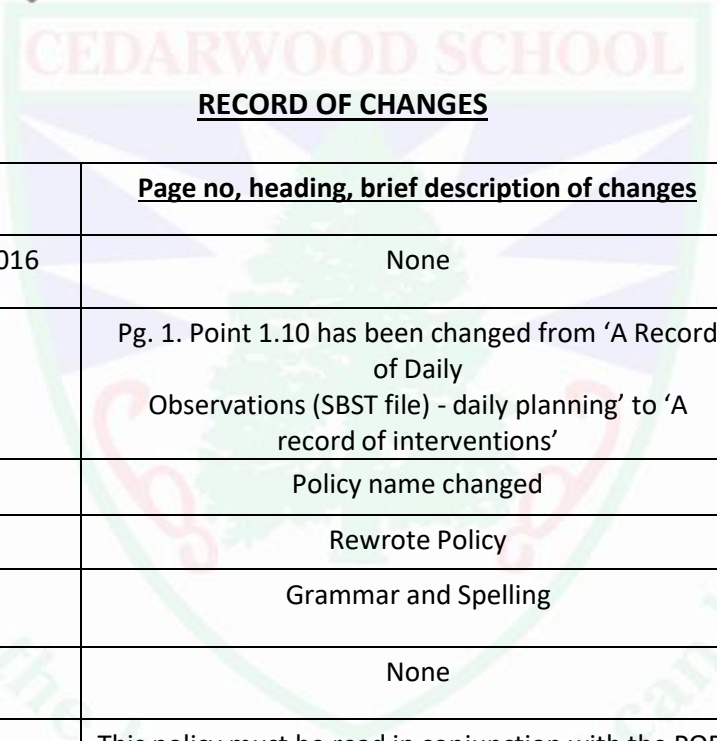 CEDARWOOD SCHOOL
RECORD OF CHANGES
Page no, heading, brief description of changes
016
None
Pg. 1. Point 1.10 has been changed from ‘A Record
of Daily
Observations (SBST file) - daily planning’ to ‘A
record of interventions’
Policy name changed
Rewrote Policy
Grammar and Spelling
None
This policy must be read in conjunction with the